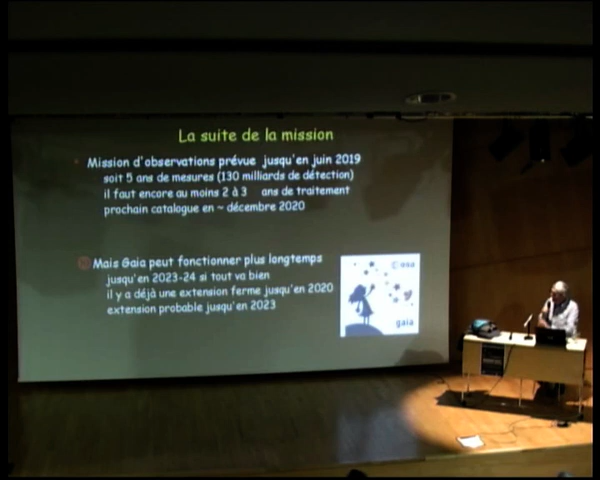 La suite de la mission
Mission d'observations prévue jusqu'en juin 2019
soit 5 ans de mesures (130 milliards de détection)
il faut encore au moins 2 à 3 ans de traitement
prochain catalogue en ~ décembre 2020
Mais Gaia peut fonctionner plus longtemps
jusqu'en 2023-24 si tout va bien
il y a déjà une extension ferme jusqu'en 2020
extension probable jusqu'en 2023
esa
gaia